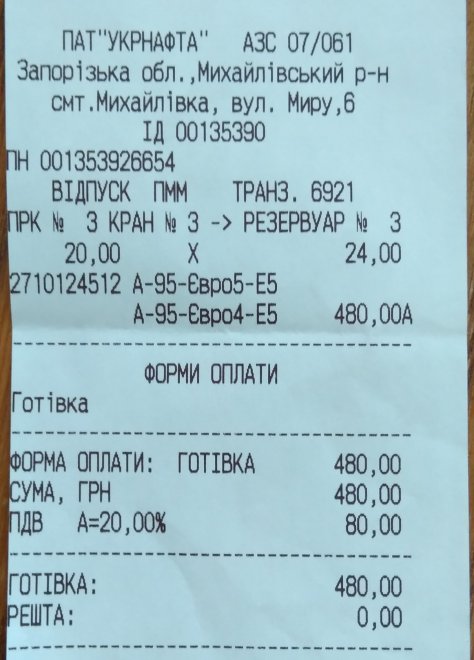 ПАТ"УКРНАФТА" АЗС 07/061
Запорізька обл.,Михайлівський р-н
смт.Михайлівка, вул. Миру,6
ІД 00135390
ПН 001353926654
ВІДПУСК ПММ ТРАНЗ. 6921
ПРК № 3 КРАН № 3 -> РЕЗЕРВУАР № 3
20,00 X 24,00
2710124512 А-95-Євро5-Е5
А-95-Євро4-Е5 480,00А
ФОРМИ ОПЛАТИ
Готівка
ФОРМА ОПЛАТИ: ГОТІВКА 480,00
СУМА, ГРН 480,00
ПДВ А=20,00% 80,00
ГОТІВКА: 480,00
РЕШТА: 0,00